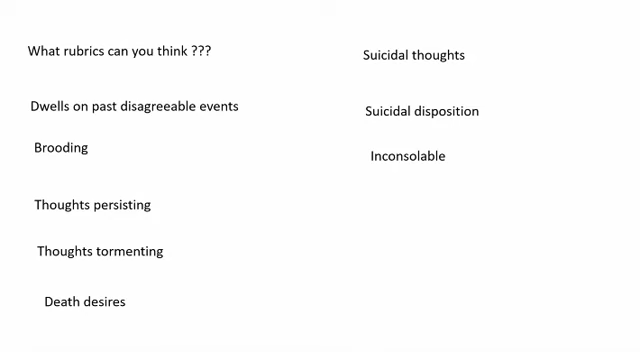 What rubrics can you think ???
Dwells on past disagreeable events
Brooding
Thoughts persisting
Thoughts tormenting
Death desires
Suicidal thoughts
Suicidal disposition
Inconsolable